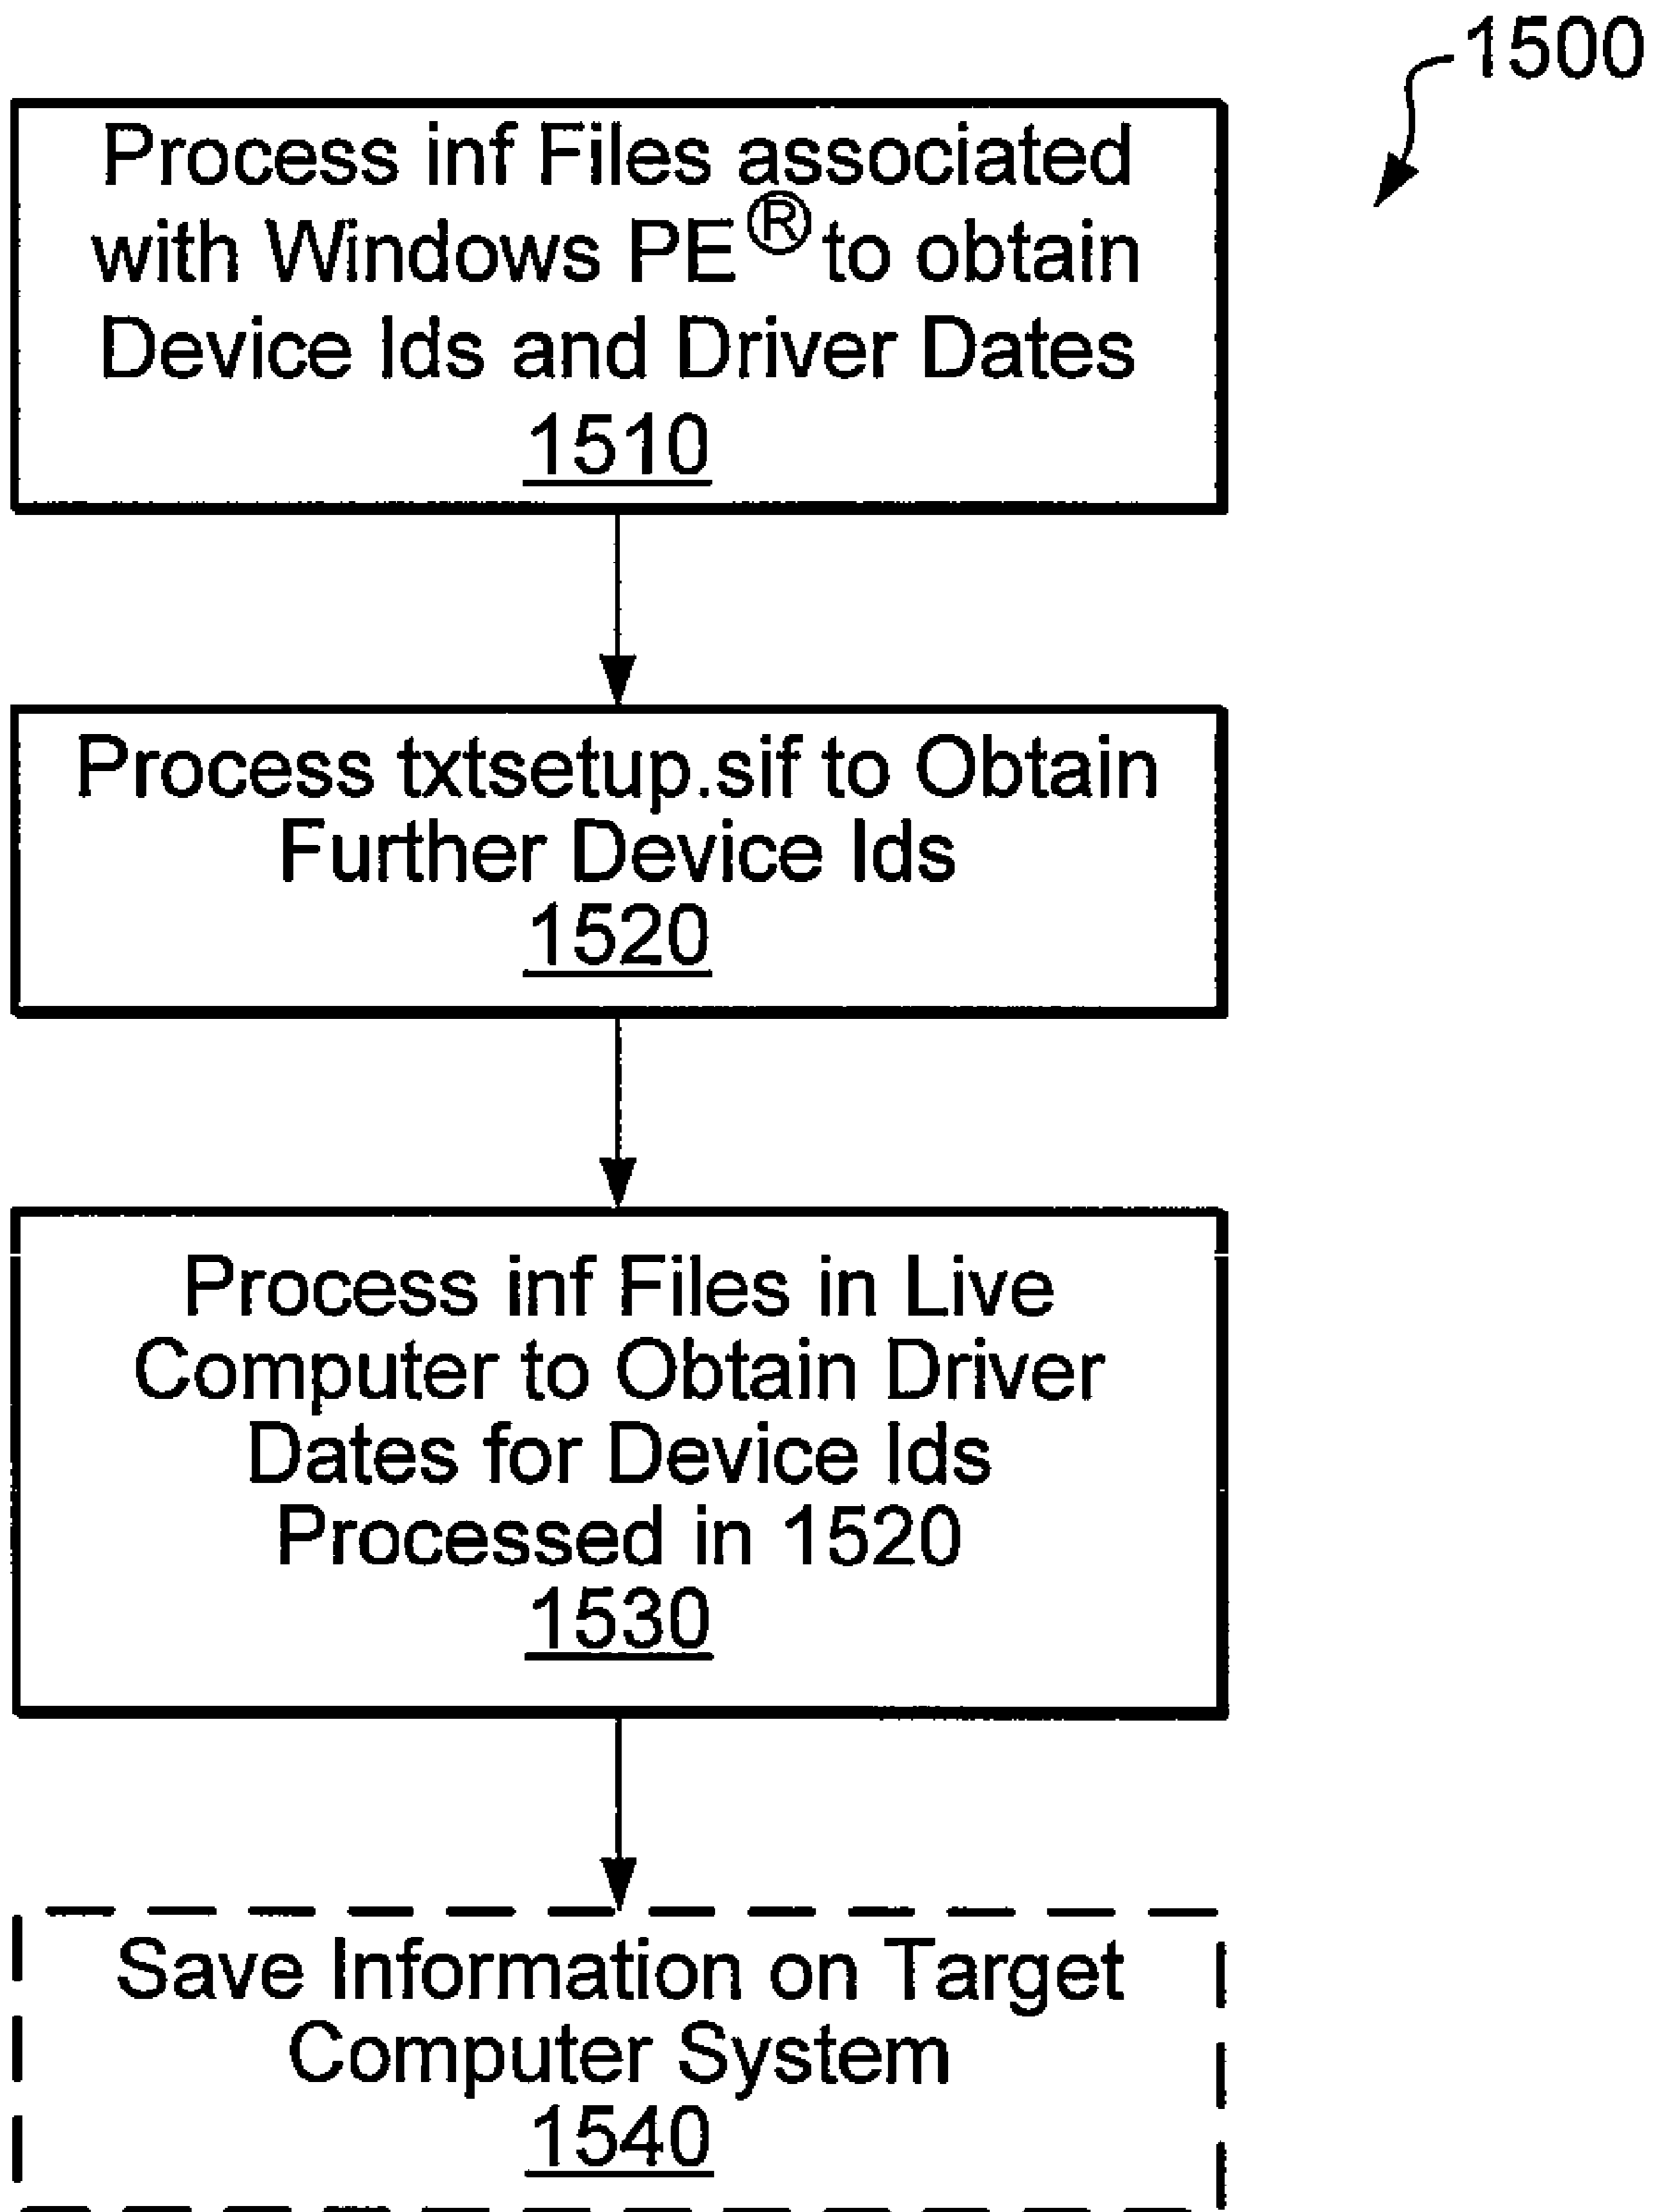 1500
Process inf Files associated
with Windows PE® to obtain
Device Ids and Driver Dates
1510
Process txtsetup.sif to Obtain
Further Device Ids
1520
Process inf Files in Live
Computer to Obtain Driver
Dates for Device Ids
Processed in 1520
1530
Save Information on Target
Computer System
1540